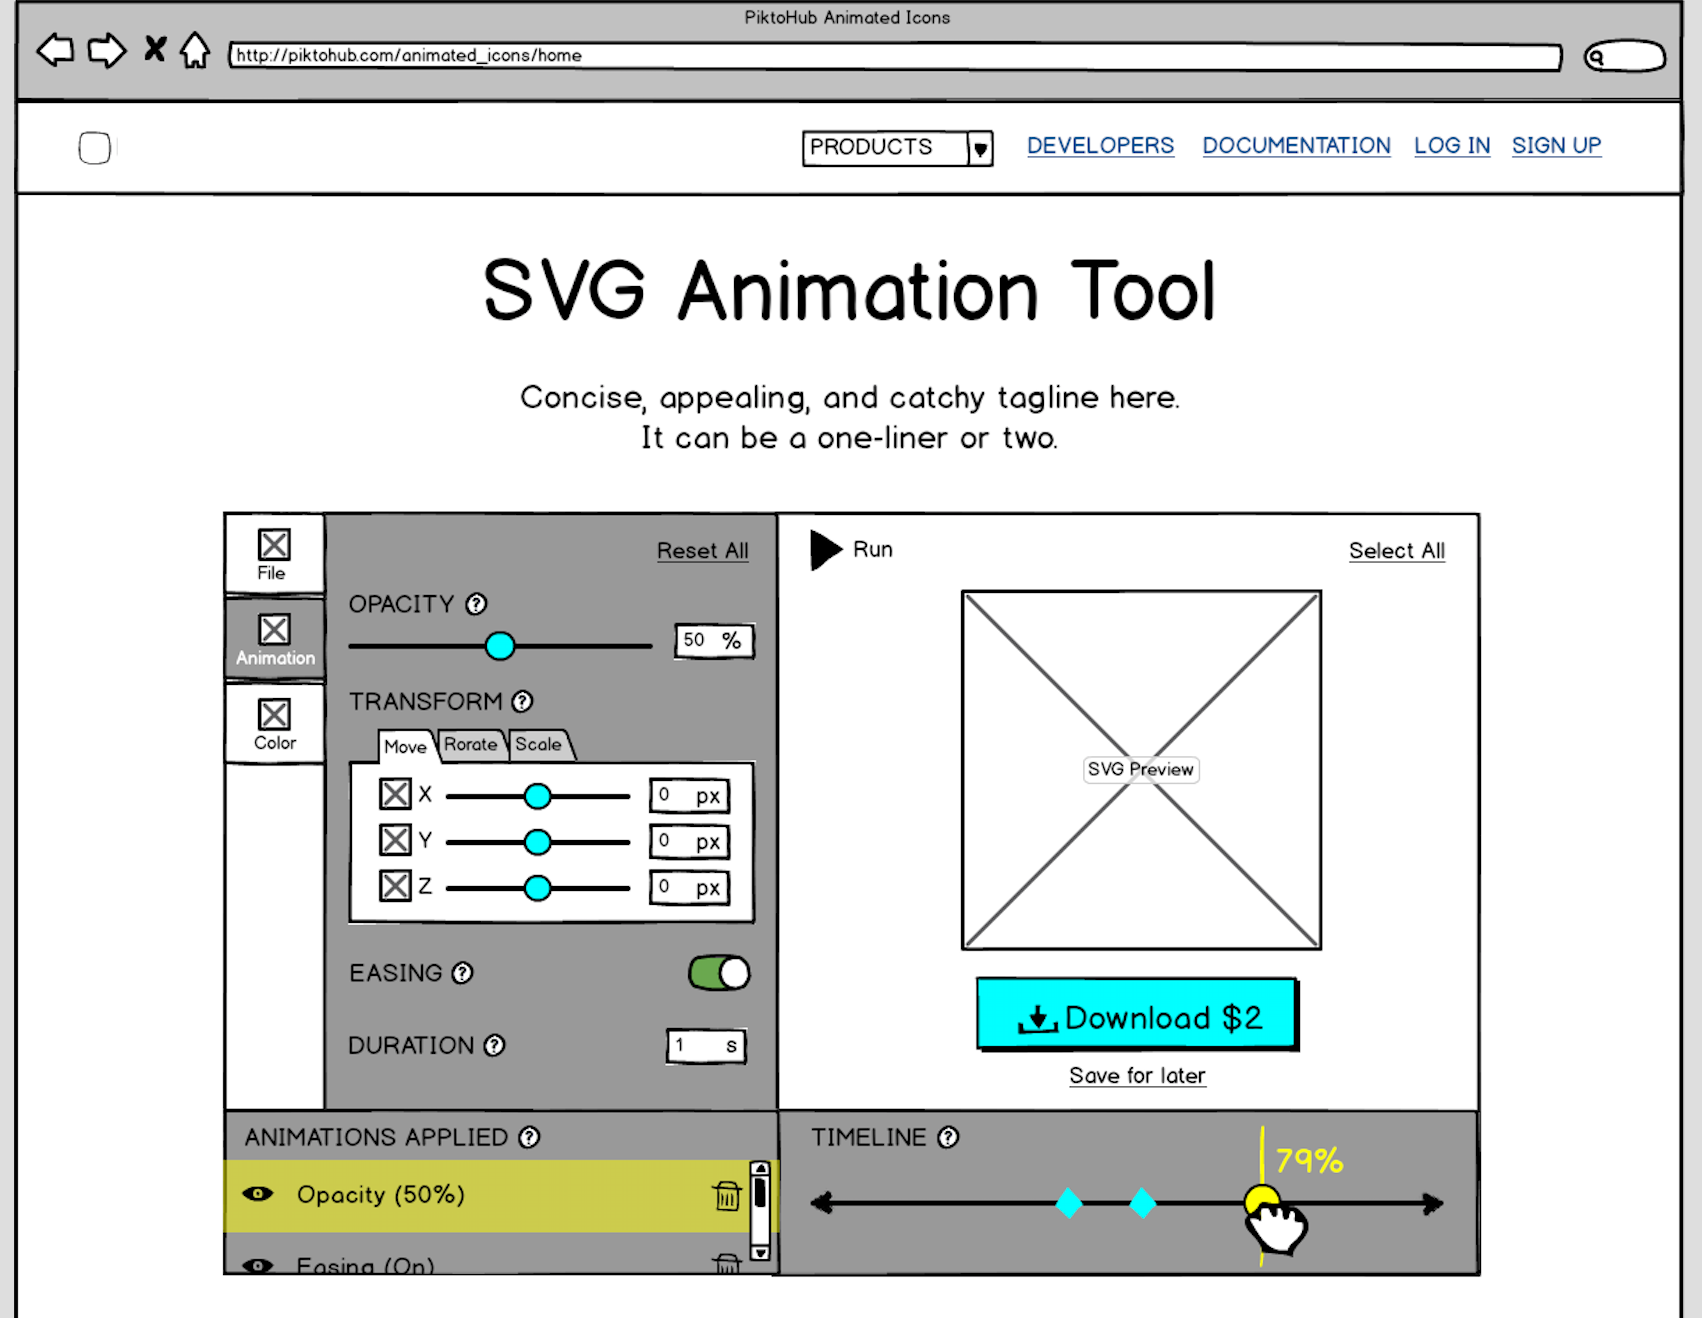 PiktoHub Animated Icons
http://piktohub.com/animated_icons/home
PRODUCTS DEVELOPERS DOCUMENTATION LOG IN SIGN UP
SVG Animation Tool
Concise, appealing, and catchy tagline here.
It can be a one-liner or two.
File
Animation
Color
Reset All
OPACITY ?
50 %
TRANSFORM ?
Move Rorate Scale
X 0 px
Y 0 px
Z 0 px
EASING ?
DURATION ? 1 s
Run
Select All
SVG Preview
Download $2
Save for later
ANIMATIONS APPLIED ?
Opacity (50%)
Easing (On)
TIMELINE ?
79%